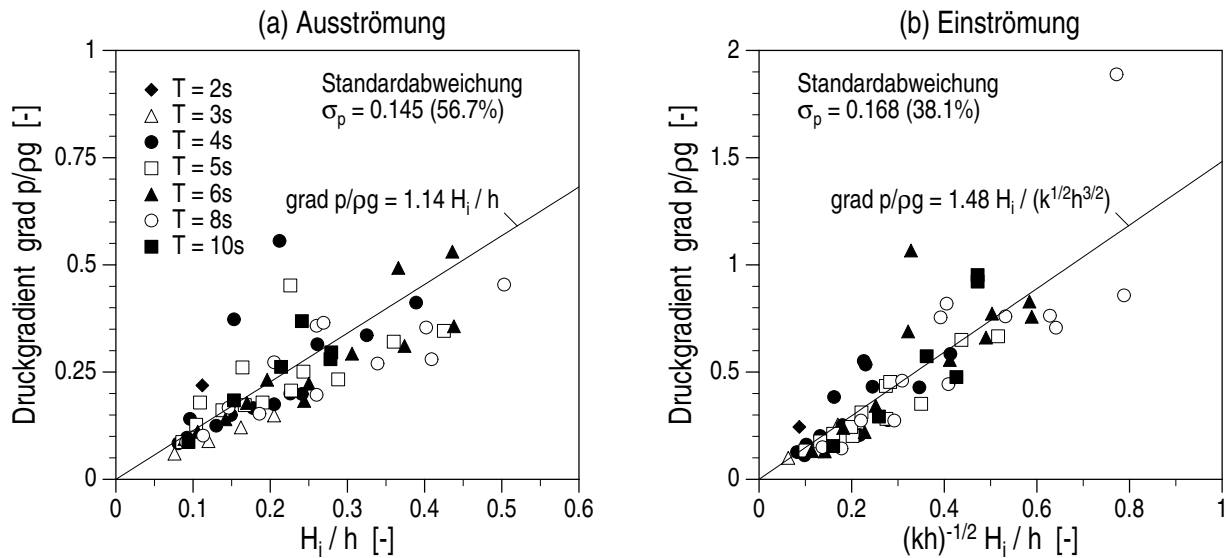 (a) Ausströmung
Druckgradient grad p/ρg [-]
1
0.75
0.5
0.25
0
Standardabweichung
σp = 0.145 (56.7%)
T = 2s
T = 3s
T = 4s
T = 5s
T = 6s
T = 8s
T = 10s
grad p/ρg = 1.14 Hi / h
0 0.1 0.2 0.3 0.4 0.5 0.6
Hi / h [-]
(b) Einströmung
Druckgradient grad p/ρg [-]
2
1.5
1
0.5
0
Standardabweichung
σp = 0.168 (38.1%)
grad p/ρg = 1.48 Hi / (k1/2h3/2)
0 0.2 0.4 0.6 0.8 1
(kh)-1/2 Hi / h [-]